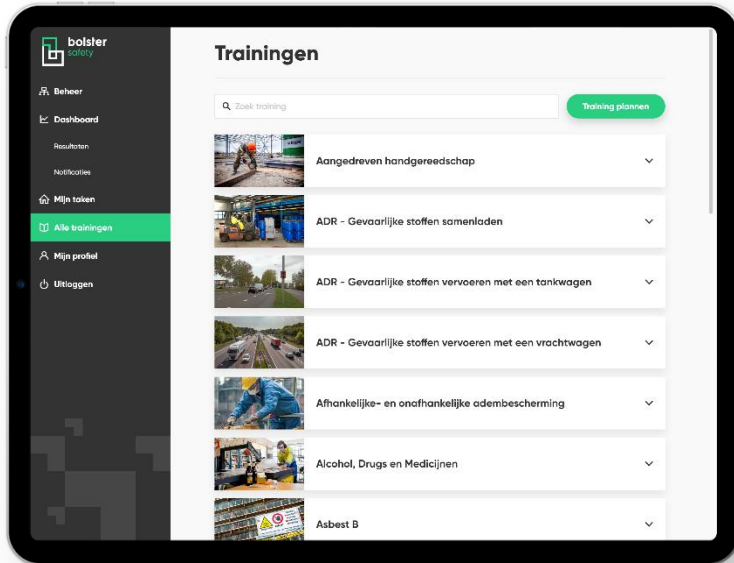 bolster
safety
Beheer
Dashboard
Resultaten
Notificaties
Mijn taken
Alle trainingen
Mijn profiel
Uitloggen
Trainingen
Zoek training
Training plannen
Aangedreven handgereedschap
ADR - Gevaarlijke stoffen samenladen
ADR - Gevaarlijke stoffen vervoeren met een tankwagen
ADR - Gevaarlijke stoffen vervoeren met een vrachtwagen
Afhankelijke- en onafhankelijke adembescherming
Alcohol, Drugs en Medicijnen
Asbest B